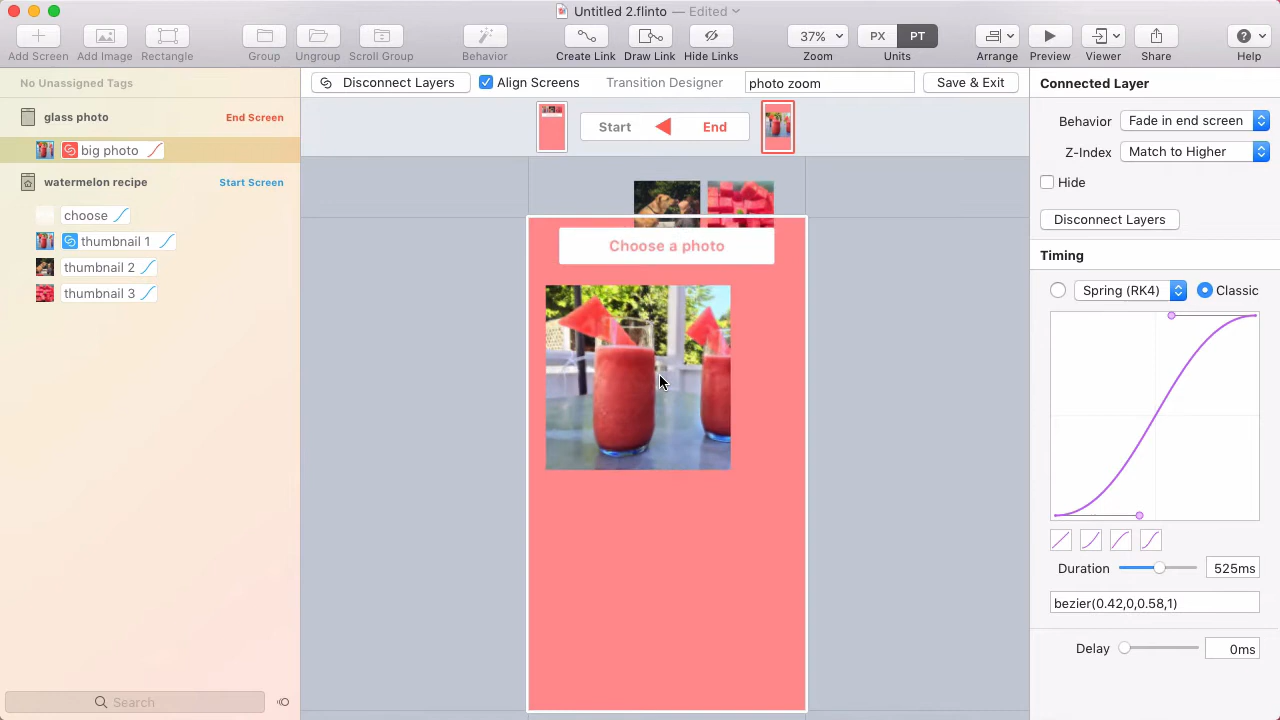 Untitled 2.flinto — Edited
Add Screen
Add Image
Rectangle
Group
Ungroup
Scroll Group
Behavior
Create Link
Draw Link
Hide Links
37%
Zoom
PX
PT
Units
Arrange
Preview
Viewer
Share
Help
No Unassigned Tags
Disconnect Layers
Align Screens
Transition Designer
photo zoom
Save & Exit
Connected Layer
glass photo
End Screen
big photo
watermelon recipe
Start Screen
choose
thumbnail 1
thumbnail 2
thumbnail 3
Search
Start
End
Choose a photo
Behavior
Fade in end screen
Z-Index
Match to Higher
Hide
Disconnect Layers
Timing
Spring (RK4)
Classic
Duration
525ms
bezier(0.42,0,0.58,1)
Delay
0ms